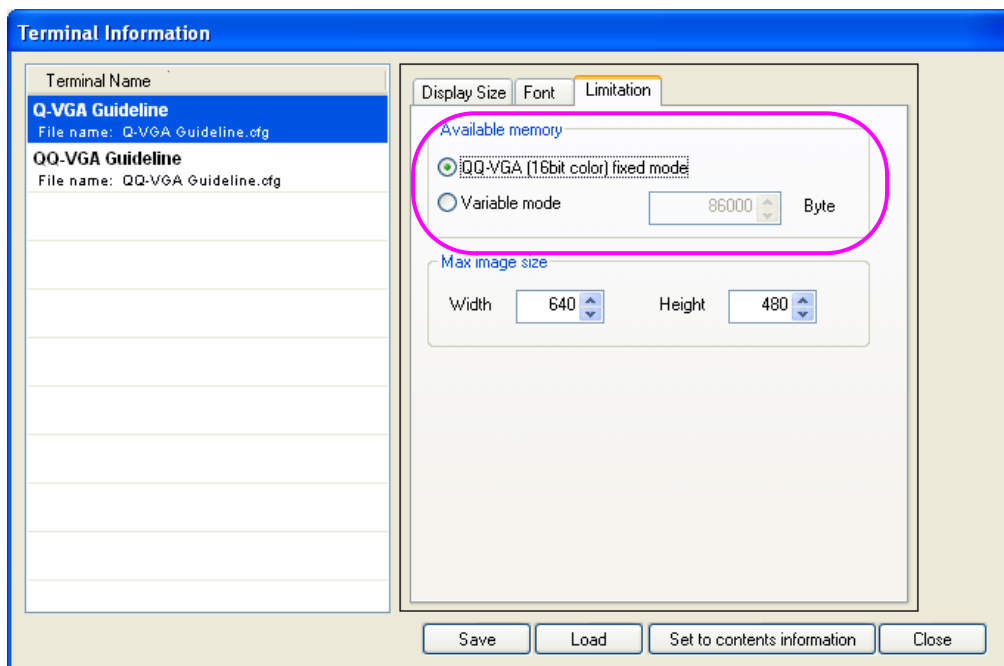 Terminal Information
Terminal Name
Q-VGA Guideline
File name: Q-VGA Guideline.cfg
QQ-VGA Guideline
File name: QQ-VGA Guideline.cfg
Display Size Font Limitation
Available memory
QQ-VGA (16bit color) fixed mode
Variable mode 86000 Byte
Max image size
Width 640 Height 480
Save Load Set to contents information Close